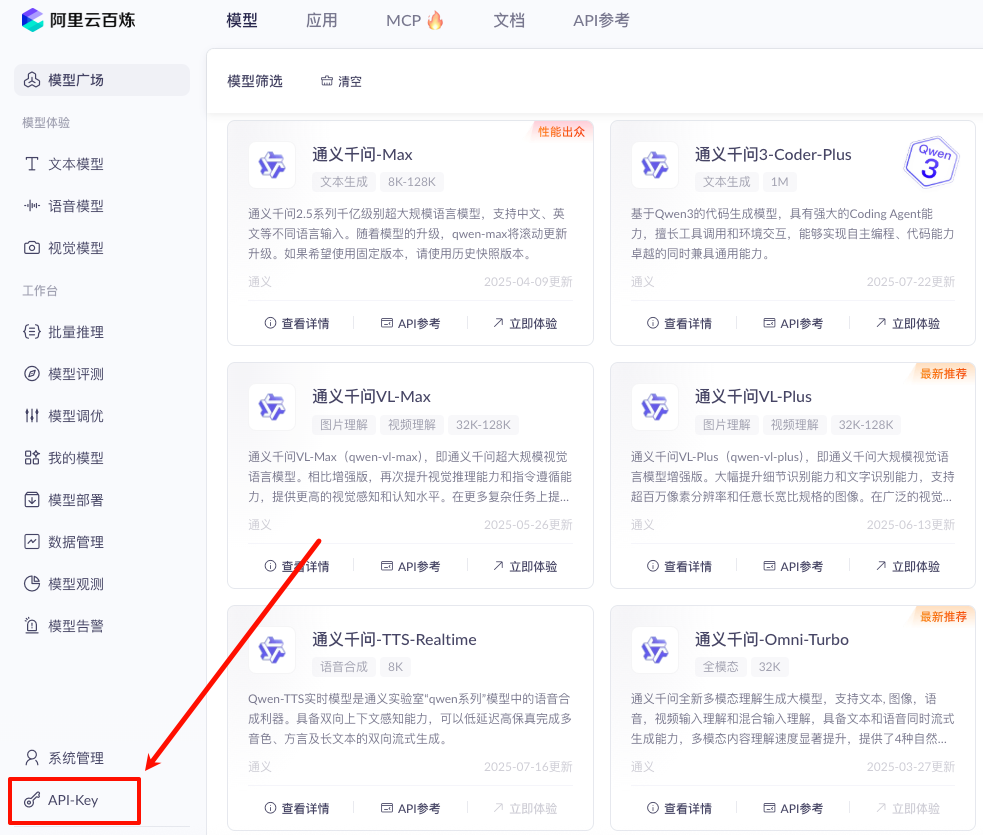 阿里云百炼
模型
应用
MCP
文档
API参考
模型广场
模型体验
文本模型
语音模型
视觉模型
工作台
批量推理
模型评测
模型调优
我的模型
模型部署
数据管理
模型观测
模型告警
系统管理
API-Key
模型筛选
清空
性能出众
通义千问-Max
文本生成 8K-128K
通义千问2.5系列千亿级别超大规模语言模型，支持中文、英
文等不同语言输入。随着模型的升级，qwen-max将滚动更新
升级。如果希望使用固定版本，请使用历史快照版本。
通义 2025-04-09更新
查看详情 API参考 立即体验
通义千问3-Coder-Plus
Qwen
3
文本生成 1M
基于Qwen3的代码生成模型，具有强大的Coding Agent能
力，擅长工具调用和环境交互，能够实现自主编程、代码能力
卓越的同时兼具通用能力。
通义 2025-07-22更新
查看详情 API参考 立即体验
通义千问VL-Max
图片理解 视频理解 32K-128K
通义千问VL-Max（qwen-vl-max），即通义千问超大规模视觉
语言模型。相比增强版，再次提升视觉推理能力和指令遵循能
力，提供更高的视觉感知和认知水平。在更多复杂任务上提...
通义 2025-05-26更新
查看详情 API参考 立即体验
最新推荐
通义千问VL-Plus
图片理解 视频理解 32K-128K
通义千问VL-Plus（qwen-vl-plus），即通义千问大规模视觉语
言模型增强版。大幅提升细节识别能力和文字识别能力，支持
超百万像素分辨率和任意长宽比规格的图像。在广泛的视觉...
通义 2025-06-13更新
查看详情 API参考 立即体验
通义千问-TTS-Realtime
语音合成 8K
Qwen-TTS实时模型是通义实验室“qwen系列”模型中的语音合
成利器。具备双向上下文感知能力，可以低延迟高保真完成多
音色、方言及长文本的双向流式生成。
通义 2025-07-16更新
查看详情 API参考 立即体验
最新推荐
通义千问-Omni-Turbo
全模态 32K
通义千问全新多模态理解生成大模型，支持文本, 图像，语
音，视频输入理解和混合输入理解，具备文本和语音同时流式
生成能力，多模态内容理解速度显著提升，提供了4种自然...
通义 2025-03-27更新
查看详情 API参考 立即体验